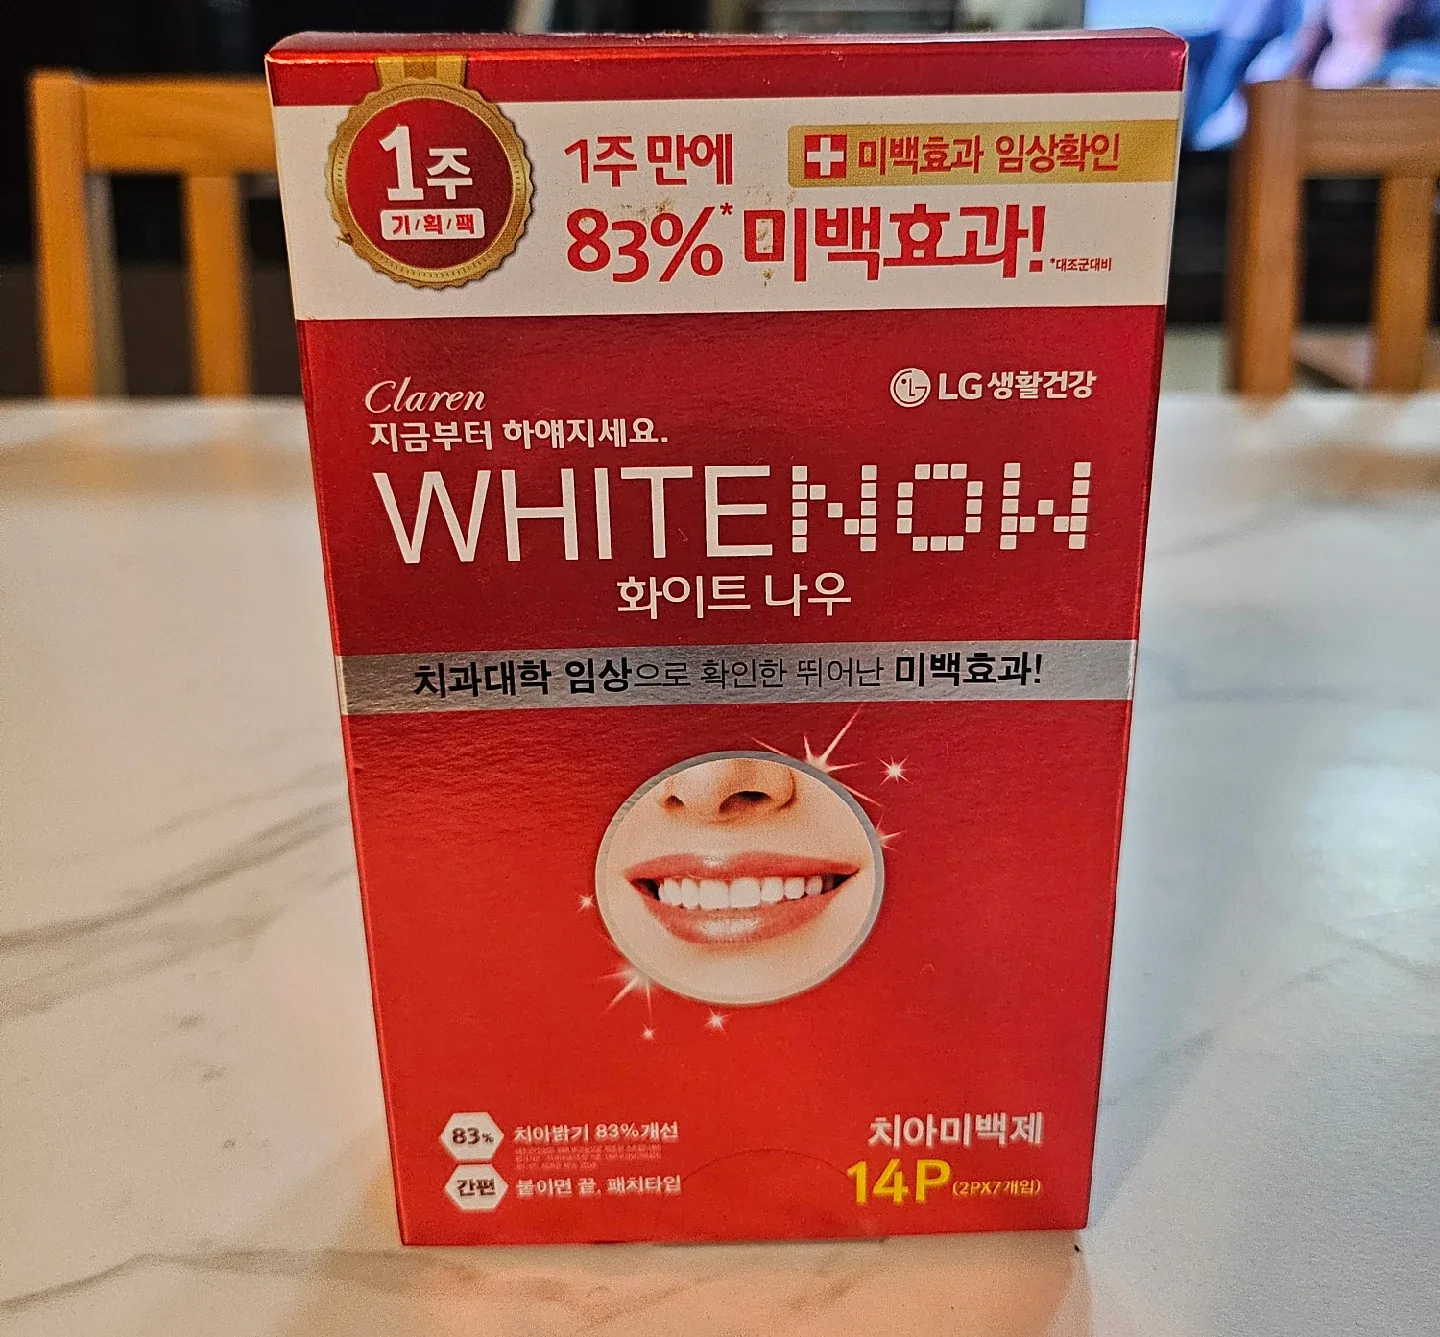 1주
기/획/팩
1주 만에
미백효과 임상확인
83%* 미백효과!
*대조군대비
Claren
LG 생활건강
지금부터 하얘지세요.
WHITENOW
화이트 나우
치과대학 임상으로 확인한 뛰어난 미백효과!
83% 치아밝기 83%개선
간편 붙이면 끝, 패치타입
치아미백제
14P (2PX7개입)